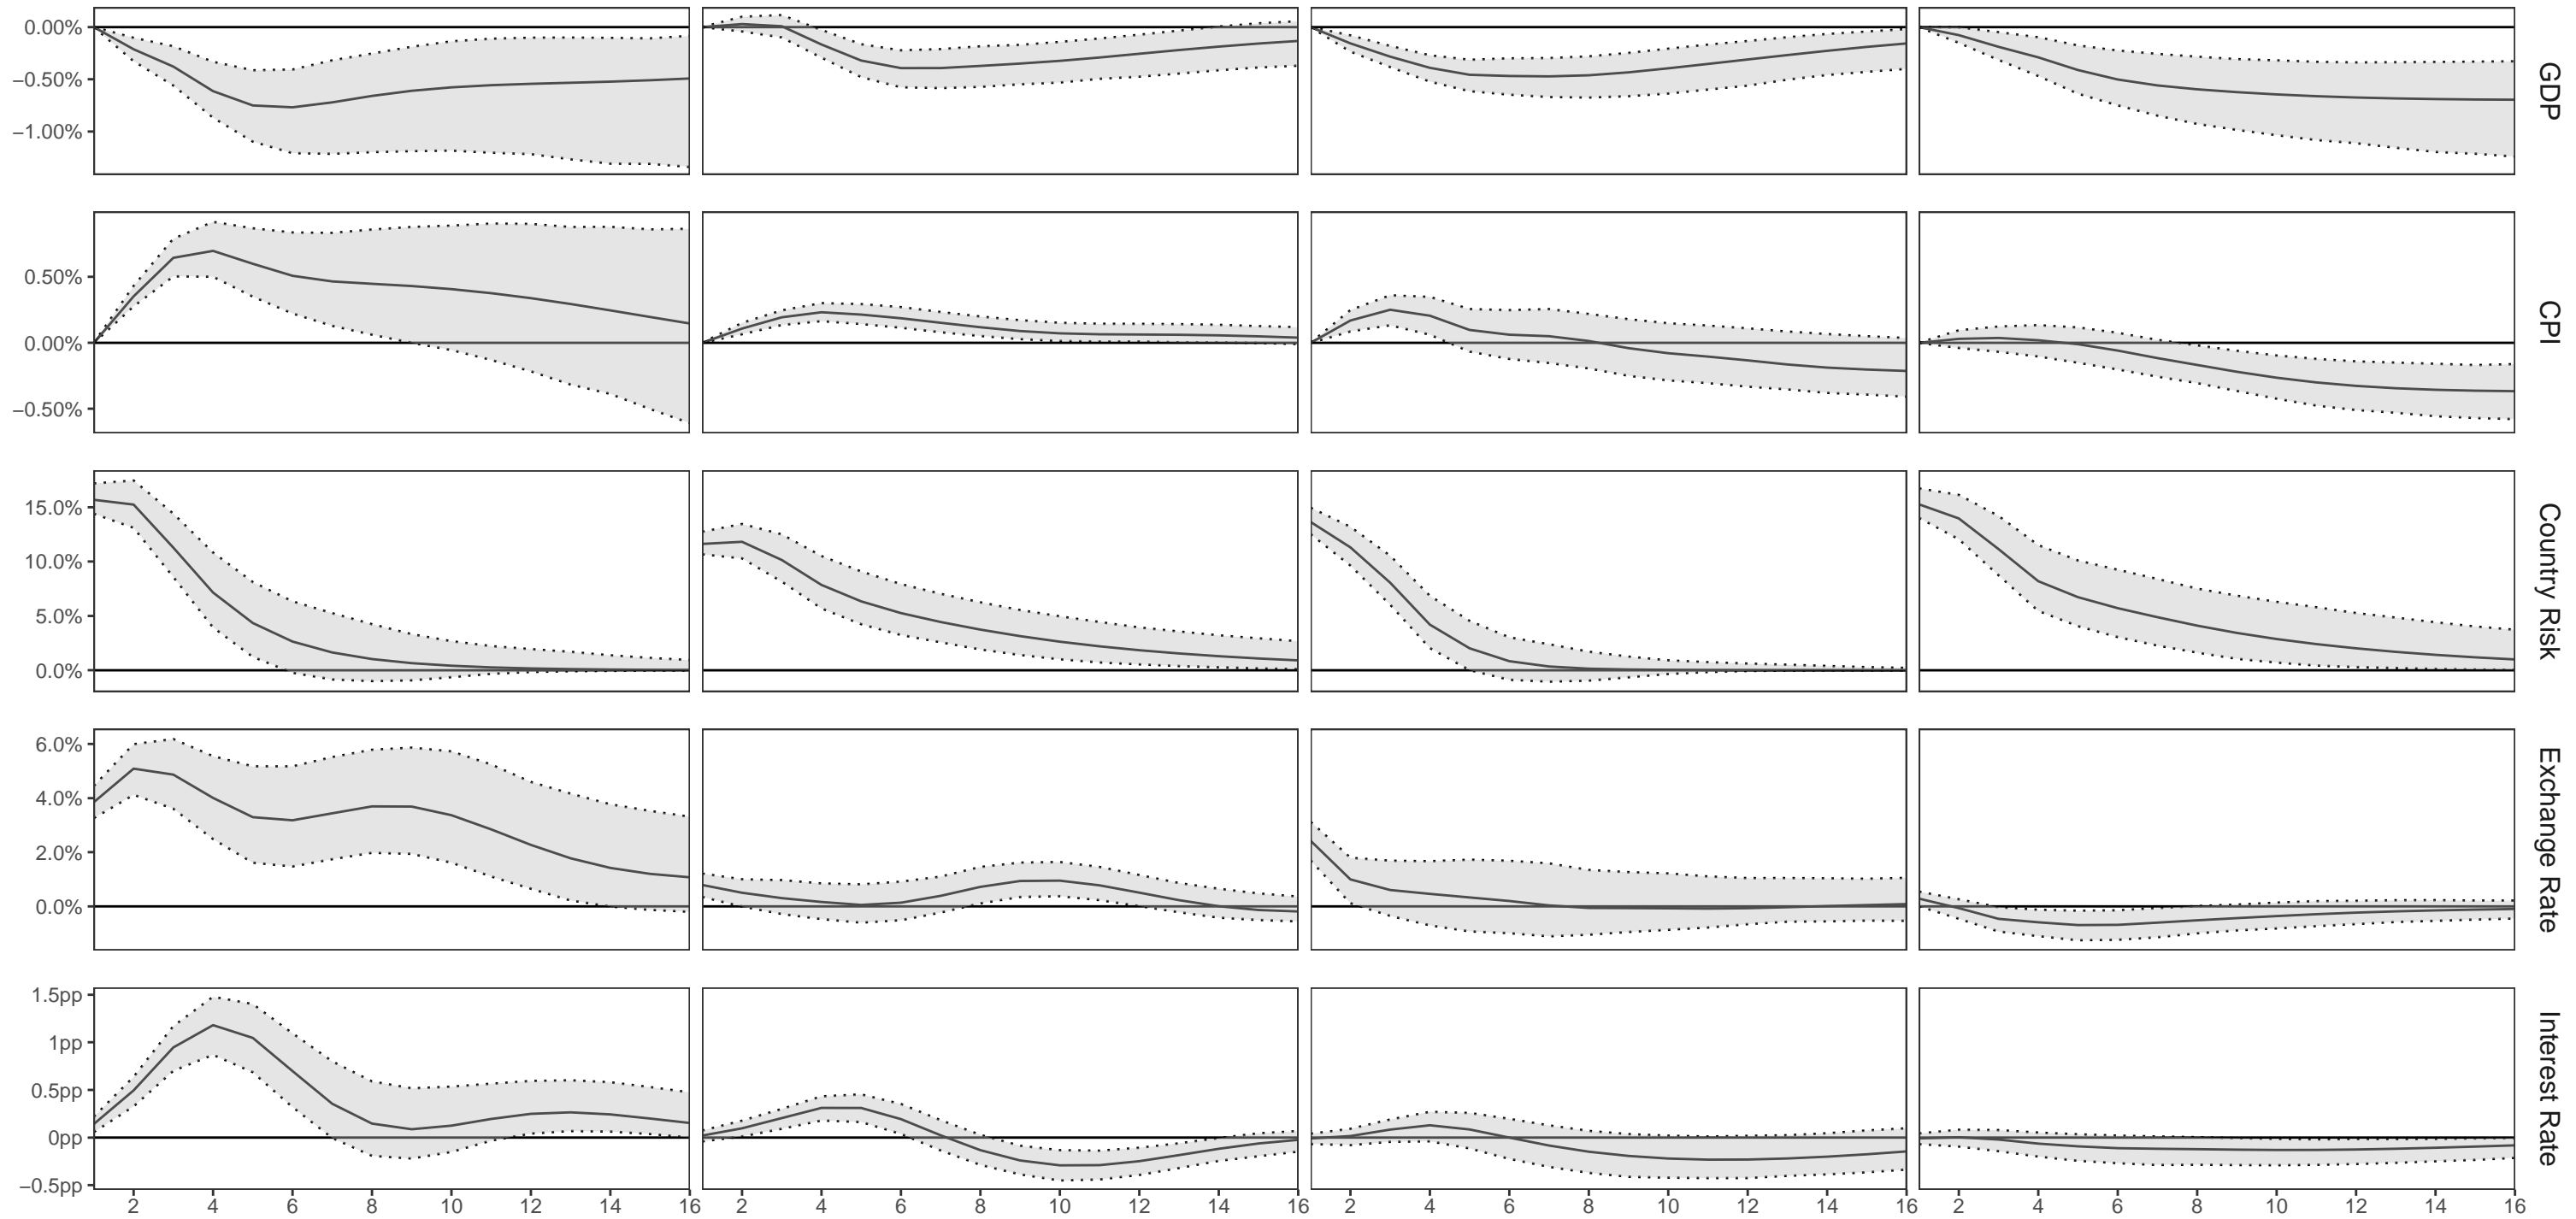 0.00%
−0.50%
−1.00%
GDP
0.50%
0.00%
−0.50%
CPI
15.0%
10.0%
5.0%
0.0%
Country Risk
6.0%
4.0%
2.0%
0.0%
Exchange Rate
1.5pp
1pp
0.5pp
0pp
−0.5pp
Interest Rate
2 4 6 8 10 12 14 16 2 4 6 8 10 12 14 16 2 4 6 8 10 12 14 16 2 4 6 8 10 12 14 16